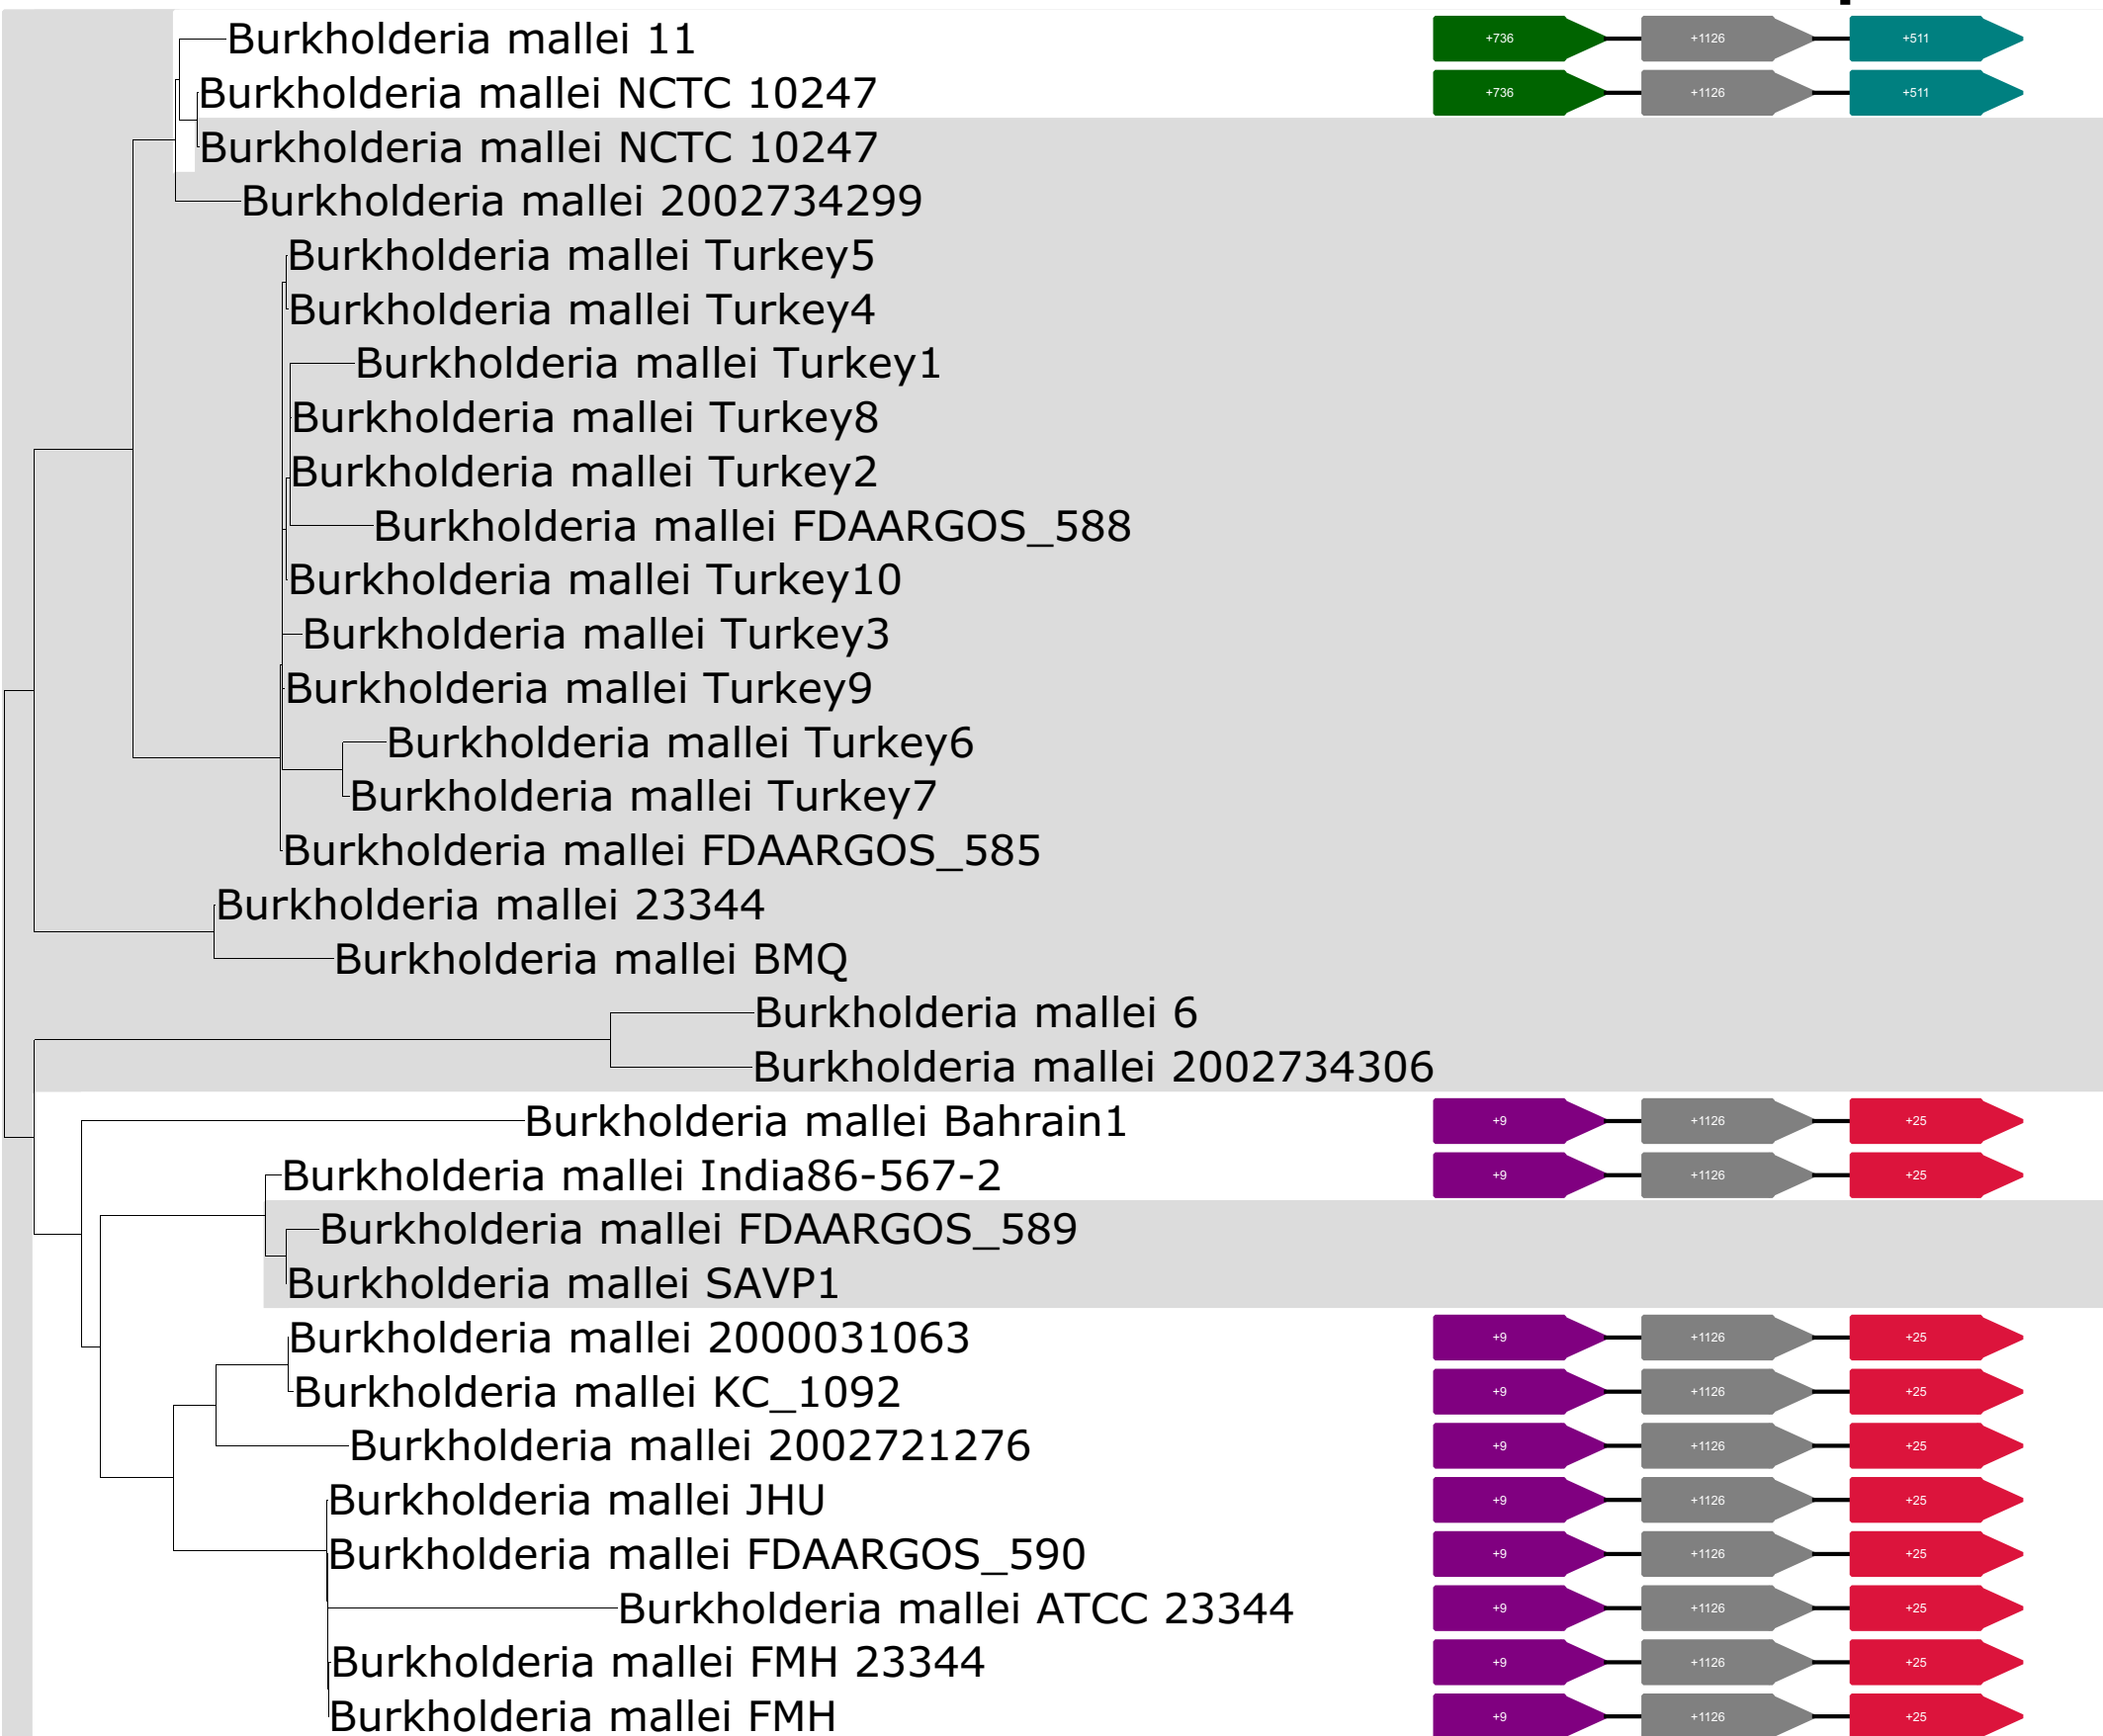 Burkholderia mallei 11 +736 +1126 +511
Burkholderia mallei NCTC 10247 +736 +1126 +511
Burkholderia mallei NCTC 10247
Burkholderia mallei 2002734299
Burkholderia mallei Turkey5
Burkholderia mallei Turkey4
Burkholderia mallei Turkey1
Burkholderia mallei Turkey8
Burkholderia mallei Turkey2
Burkholderia mallei FDAARGOS_588
Burkholderia mallei Turkey10
Burkholderia mallei Turkey3
Burkholderia mallei Turkey9
Burkholderia mallei Turkey6
Burkholderia mallei Turkey7
Burkholderia mallei FDAARGOS_585
Burkholderia mallei 23344
Burkholderia mallei BMQ
Burkholderia mallei 6
Burkholderia mallei 2002734306
Burkholderia mallei Bahrain1 +9 +1126 +25
Burkholderia mallei India86-567-2 +9 +1126 +25
Burkholderia mallei FDAARGOS_589
Burkholderia mallei SAVP1
Burkholderia mallei 2000031063 +9 +1126 +25
Burkholderia mallei KC_1092 +9 +1126 +25
Burkholderia mallei 2002721276 +9 +1126 +25
Burkholderia mallei JHU +9 +1126 +25
Burkholderia mallei FDAARGOS_590 +9 +1126 +25
Burkholderia mallei ATCC 23344 +9 +1126 +25
Burkholderia mallei FMH 23344 +9 +1126 +25
Burkholderia mallei FMH +9 +1126 +25